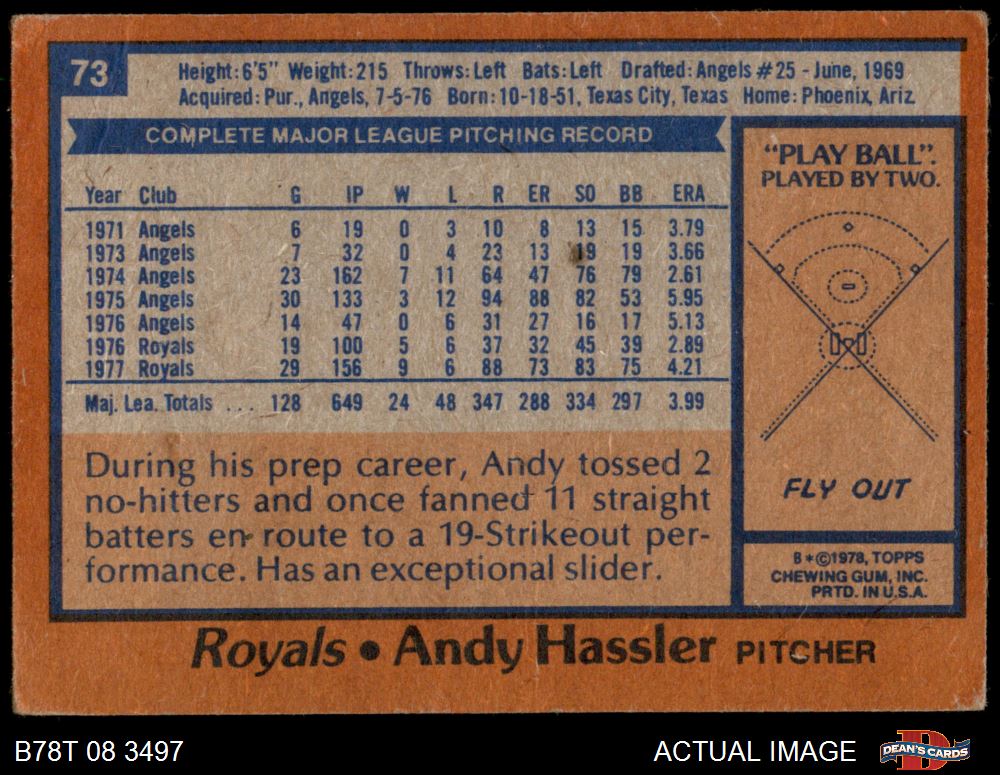 73
Height: 6'5" Weight: 215 Throws: Left Bats: Left Drafted: Angels #25 - June, 1969
Acquired: Pur., Angels, 7-5-76 Born: 10-18-51, Texas City, Texas Home: Phoenix, Ariz.
COMPLETE MAJOR LEAGUE PITCHING RECORD
Year Club G IP W L R ER SO BB ERA
1971 Angels 6 19 0 3 10 8 13 15 3.79
1973 Angels 7 32 0 4 23 13 19 19 3.66
1974 Angels 23 162 7 11 64 47 76 79 2.61
1975 Angels 30 133 3 12 94 88 82 53 5.95
1976 Angels 14 47 0 6 31 27 16 17 5.13
1976 Royals 19 100 5 6 37 32 45 39 2.89
1977 Royals 29 156 9 6 88 73 83 75 4.21
Maj. Lea. Totals . . . . 128 649 24 48 347 288 334 297 3.99
During his prep career, Andy tossed 2
no-hitters and once fanned 11 straight
batters en route to a 19-Strikeout per-
formance. Has an exceptional slider.
"PLAY BALL".
PLAYED BY TWO.
FLY OUT
B*©1978, TOPPS
CHEWING GUM, INC.
PRTD. IN U.S.A.
Royals • Andy Hassler PITCHER
B78T 08 3497
ACTUAL IMAGE
DEAN'S CARDS